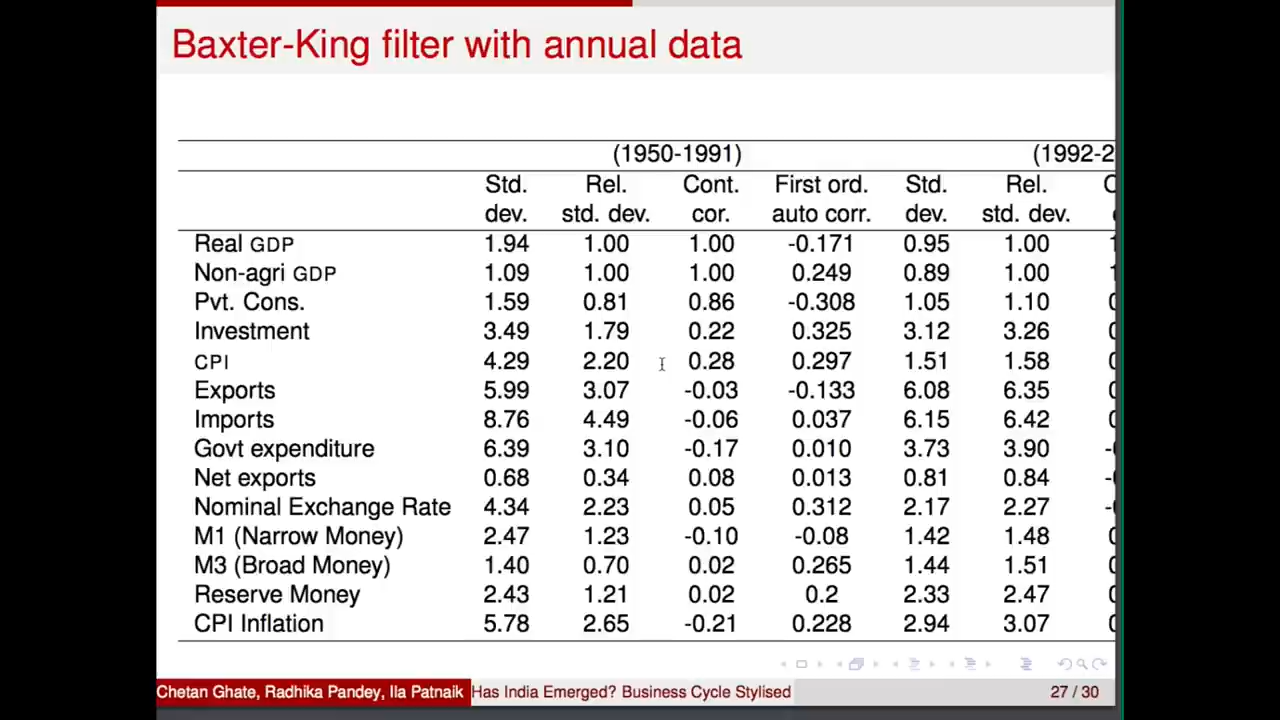 Baxter-King filter with annual data
(1950-1991) (1992-2
Std. Rel. Cont. First ord. Std. Rel.
dev. std. dev. cor. auto corr. dev. std. dev.
Real GDP 1.94 1.00 1.00 -0.171 0.95 1.00
Non-agri GDP 1.09 1.00 1.00 0.249 0.89 1.00
Pvt. Cons. 1.59 0.81 0.86 -0.308 1.05 1.10
Investment 3.49 1.79 0.22 0.325 3.12 3.26
CPI 4.29 2.20 0.28 0.297 1.51 1.58
Exports 5.99 3.07 -0.03 -0.133 6.08 6.35
Imports 8.76 4.49 -0.06 0.037 6.15 6.42
Govt expenditure 6.39 3.10 -0.17 0.010 3.73 3.90
Net exports 0.68 0.34 0.08 0.013 0.81 0.84
Nominal Exchange Rate 4.34 2.23 0.05 0.312 2.17 2.27
M1 (Narrow Money) 2.47 1.23 -0.10 -0.08 1.42 1.48
M3 (Broad Money) 1.40 0.70 0.02 0.265 1.44 1.51
Reserve Money 2.43 1.21 0.02 0.2 2.33 2.47
CPI Inflation 5.78 2.65 -0.21 0.228 2.94 3.07
Chetan Ghate, Radhika Pandey, Ila Patnaik Has India Emerged? Business Cycle Stylised 27 / 30